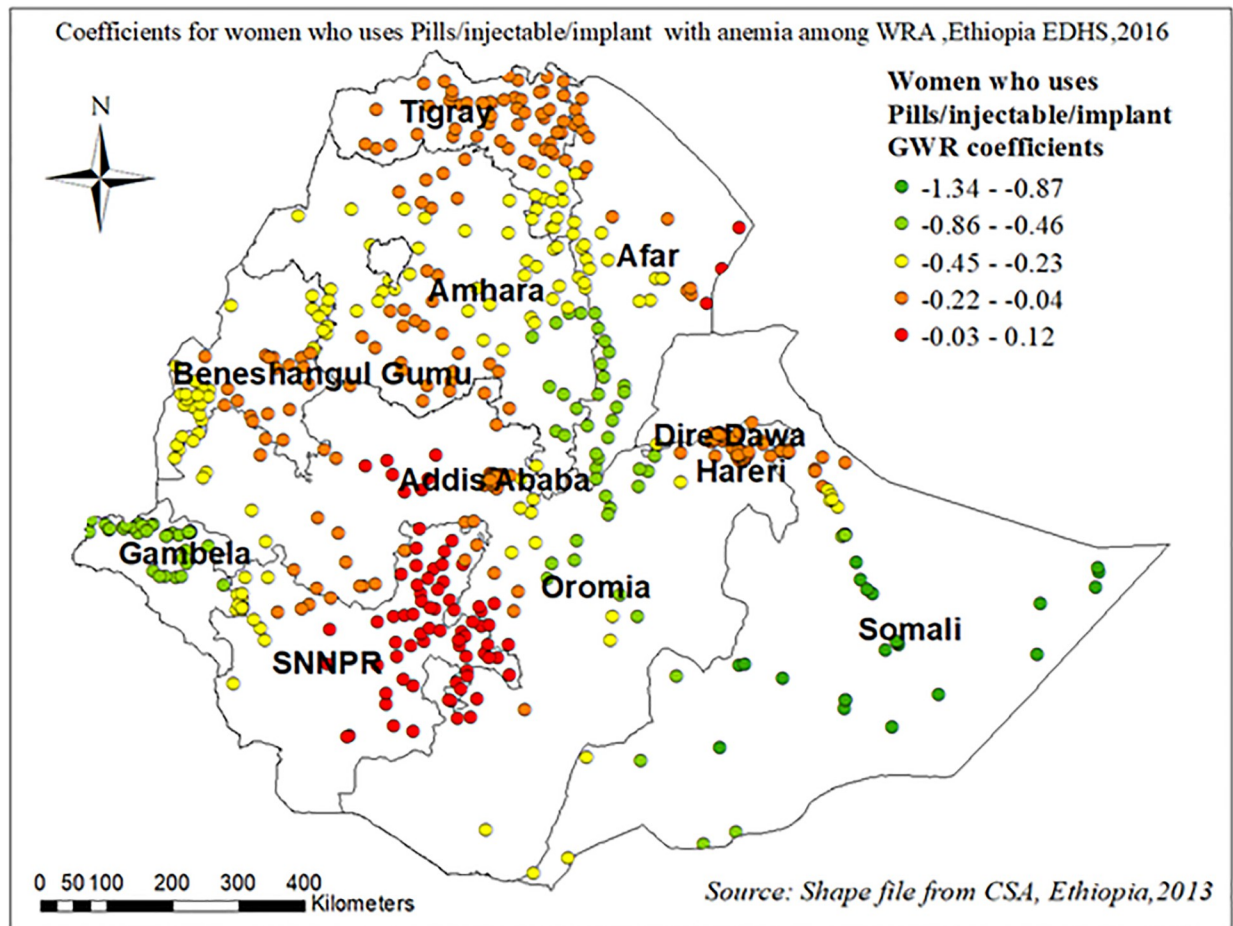 Coefficients for women who uses Pills/injectable/implant with anemia among WRA ,Ethiopia EDHS,2016
N
Women who uses
Pills/injectable/implant
GWR coefficients
-1.34 - -0.87
-0.86 - -0.46
-0.45 - -0.23
-0.22 - -0.04
-0.03 - 0.12
Tigray
Afar
Amhara
Beneshangul Gumu
Dire Dawa
Hareri
Addis Ababa
Gambela
Oromia
Somali
SNNPR
0 50 100 200 300 400
Kilometers
Source: Shape file from CSA, Ethiopia,2013